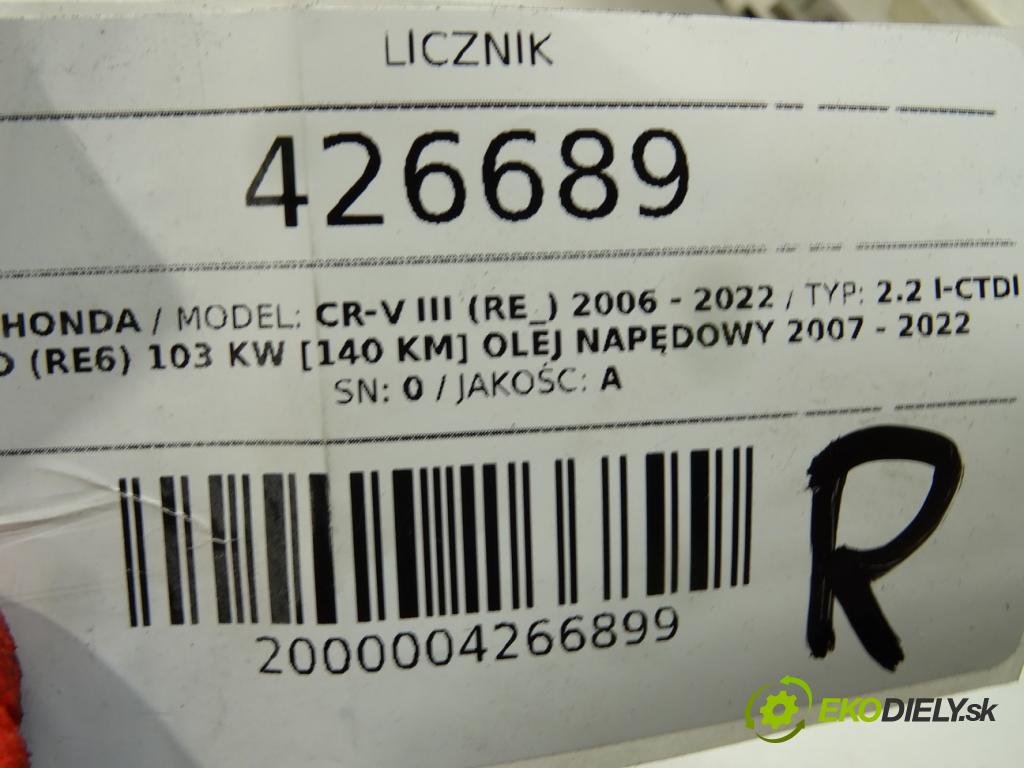 LICZNIK
426689
HONDA / MODEL: CR-V III (RE_) 2006 - 2022 / TYP: 2.2 I-CTDI
(RE6) 103 KW [140 KM] OLEJ NAPĘDOWY 2007 - 2022
SN: 0 / JAKOŚĆ: A
2000004266899
R
EKODIELY.sk